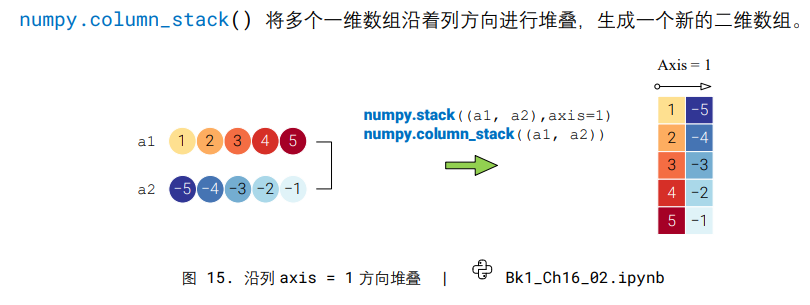 numpy.column_stack() 将多个一维数组沿着列方向进行堆叠，生成一个新的二维数组。
Axis = 1
numpy.stack((a1, a2),axis=1)
numpy.column_stack((a1, a2))
a1 1 2 3 4 5
a2 -5 -4 -3 -2 -1
1 -5
2 -4
3 -3
4 -2
5 -1
图 15. 沿列 axis = 1 方向堆叠 | Bk1_Ch16_02.ipynb